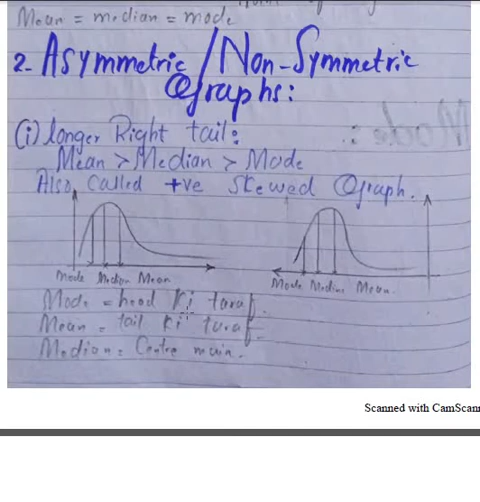 Mean = median = mode
2. Asymmetric / Non-Symmetric
Graphs:
(i) longer Right tail:
Mean > Median > Mode
Also Called +ve Skewed Graph.
Mode Median Mean
Mode Median Mean
Mode = head Ki taraf.
Mean = tail Ki taraf.
Median = Centre main.
Scanned with CamScann